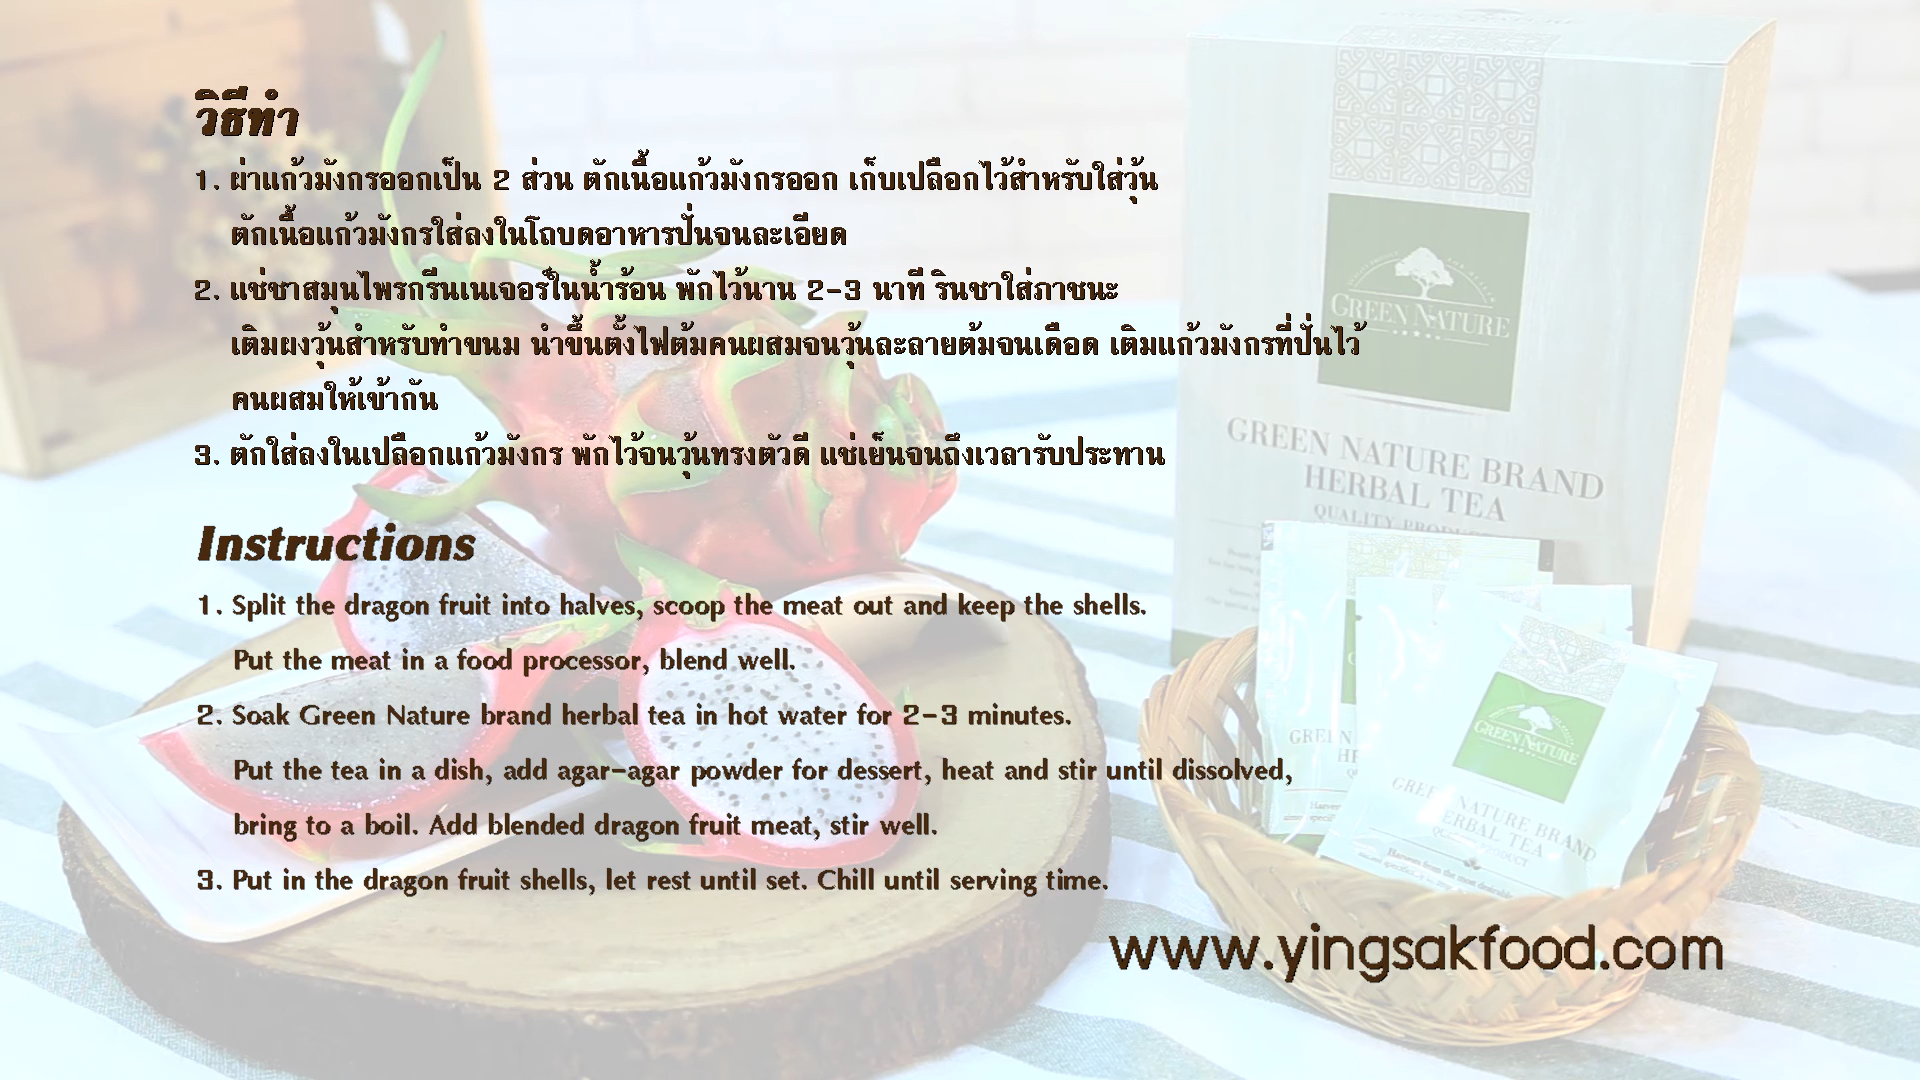 วิธีทำ
1. ผ่าแก้วมังกรออกเป็น 2 ส่วน ตักเนื้อแก้วมังกรออก เก็บเปลือกไว้สำหรับใส่วุ้น
ตักเนื้อแก้วมังกรใส่ลงในโถบดอาหารปั่นจนละเอียด
2. แช่ชาสมุนไพรกรีนเนเจอร์ในน้ำร้อน พักไว้นาน 2-3 นาที รินชาใส่ภาชนะ
เติมผงวุ้นสำหรับทำขนม นำขึ้นตั้งไฟต้มคนผสมจนวุ้นละลายต้มจนเดือด เติมแก้วมังกรที่ปั่นไว้
คนผสมให้เข้ากัน
3. ตักใส่ลงในเปลือกแก้วมังกร พักไว้จนวุ้นทรงตัวดี แช่เย็นจนถึงเวลารับประทาน
Instructions
1. Split the dragon fruit into halves, scoop the meat out and keep the shells.
Put the meat in a food processor, blend well.
2. Soak Green Nature brand herbal tea in hot water for 2-3 minutes.
Put the tea in a dish, add agar-agar powder for dessert, heat and stir until dissolved,
bring to a boil. Add blended dragon fruit meat, stir well.
3. Put in the dragon fruit shells, let rest until set. Chill until serving time.
www.yingsakfood.com
GREEN NATURE
GREEN NATURE BRAND
HERBAL TEA
QUALITY
GREEN NATURE
GREEN NATURE BRAND
HERBAL TEA
QUALITY PRODUCT